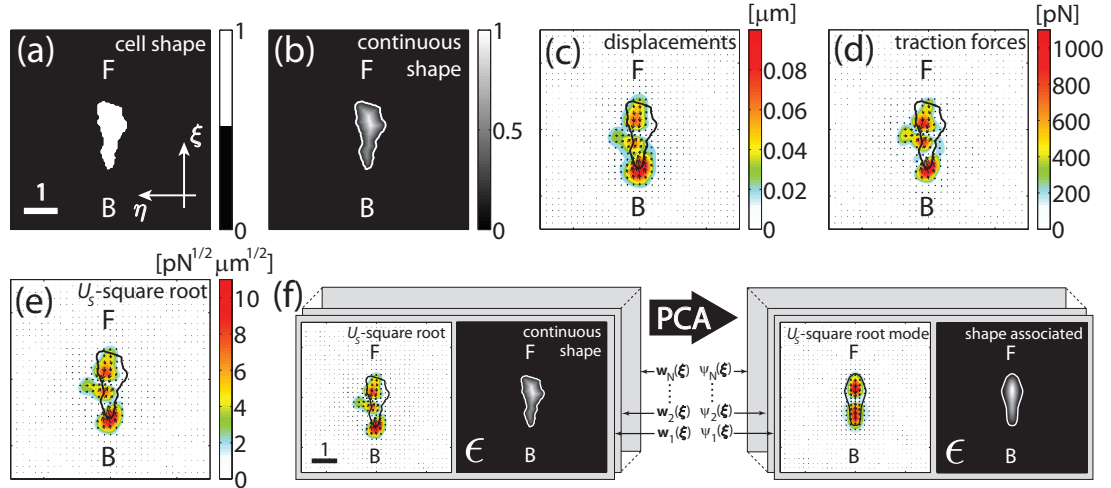 (a)
cell shape
F
ξ
1
B
η
1
0
(b)
continuous
shape
F
B
1
0.5
0
[μm]
(c)
displacements
F
B
0.08
0.06
0.04
0.02
0
[pN]
(d)
traction forces
F
B
1000
800
600
400
200
0
[pN^{1/2}μm^{1/2}]
(e)
U_s-square root
F
B
10
8
6
4
2
0
(f)
U_s-square root
F
1
B
continuous
shape
F
ϵ
B
PCA
w_N(ξ) ψ_N(ξ)
w_2(ξ) ψ_2(ξ)
w_1(ξ) ψ_1(ξ)
U_s-square root mode
F
B
shape associated
F
ϵ
B